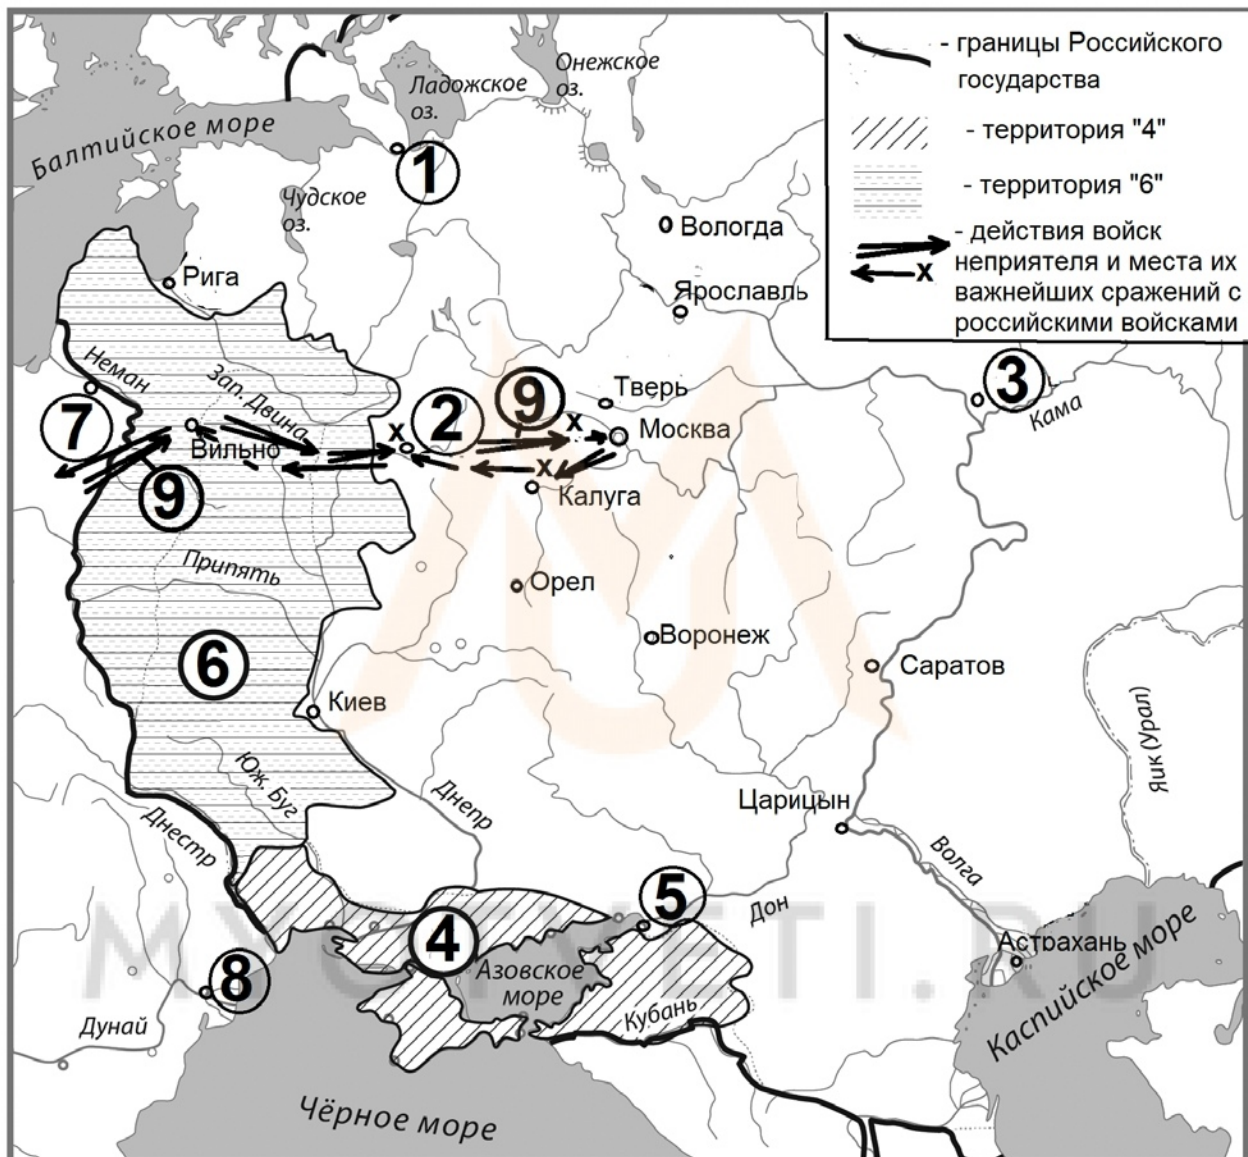 Балтийское море
Ладожское
оз.
Онежское
оз.
1
Чудское
оз.
Вологда
Рига
Ярославль
Неман
Зап. Двина
7
Вильно
9
х
2
9
х
Тверь
Москва
х
Калуга
3
Кама
Припять
Орел
Воронеж
6
Киев
Саратов
Юж. Буг
Днепр
Яик (Урал)
Царицын
Днестр
Волга
5
Дон
4
Азовское
море
Астрахань
8
Дунай
Кубань
Каспийское море
Чёрное море
- границы Российского
государства
- территория "4"
- территория "6"
- действия войск
неприятеля и места их
важнейших сражений с
российскими войсками
х
MYOTVETI.RU